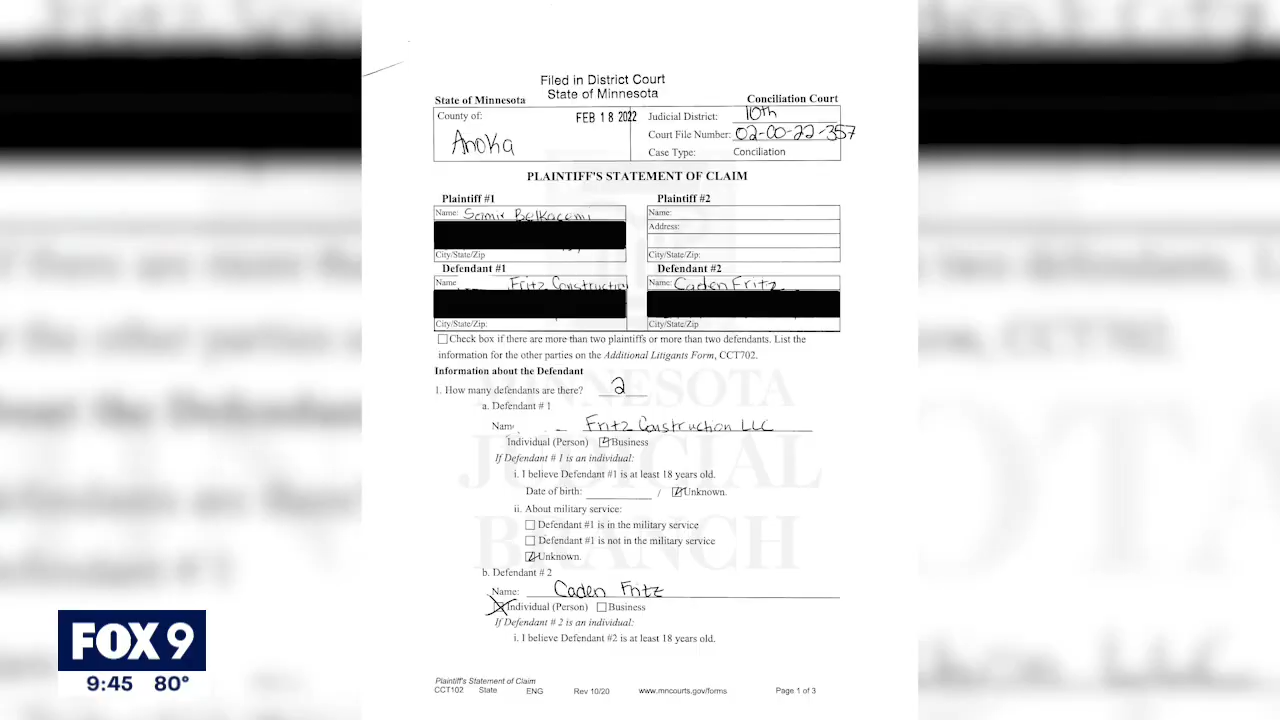 Filed in District Court
State of Minnesota
State of Minnesota Conciliation Court
County of: FEB 18 2022 Judicial District: 10th
Anoka Court File Number: 02-CO-22-357
Case Type: Conciliation
PLAINTIFF'S STATEMENT OF CLAIM
Plaintiff #1 Plaintiff #2
Name: Samir Belkacemi Name:
Address:
City/State/Zip City/State/Zip:
Defendant #1 Defendant #2
Name Fritz Construction Name: Caden Fritz
City/State/Zip: City/State/Zip
Check box if there are more than two plaintiffs or more than two defendants. List the
information for the other parties on the Additional Litigants Form, CCT702.
Information about the Defendant
1. How many defendants are there? 2
a. Defendant # 1
Name Fritz Construction LLC
Individual (Person) Business
If Defendant # 1 is an individual:
i. I believe Defendant #1 is at least 18 years old.
Date of birth: / Unknown.
ii. About military service:
Defendant #1 is in the military service
Defendant #1 is not in the military service
Unknown.
b. Defendant # 2
Name: Caden Fritz
Individual (Person) Business
If Defendant # 2 is an individual:
i. I believe Defendant #2 is at least 18 years old.
Plaintiff's Statement of Claim
CCT102 State ENG Rev 10/20 www.mncourts.gov/forms Page 1 of 3
MINNESOTA
JUDICIAL
BRANCH
FOX 9
9:45 80°